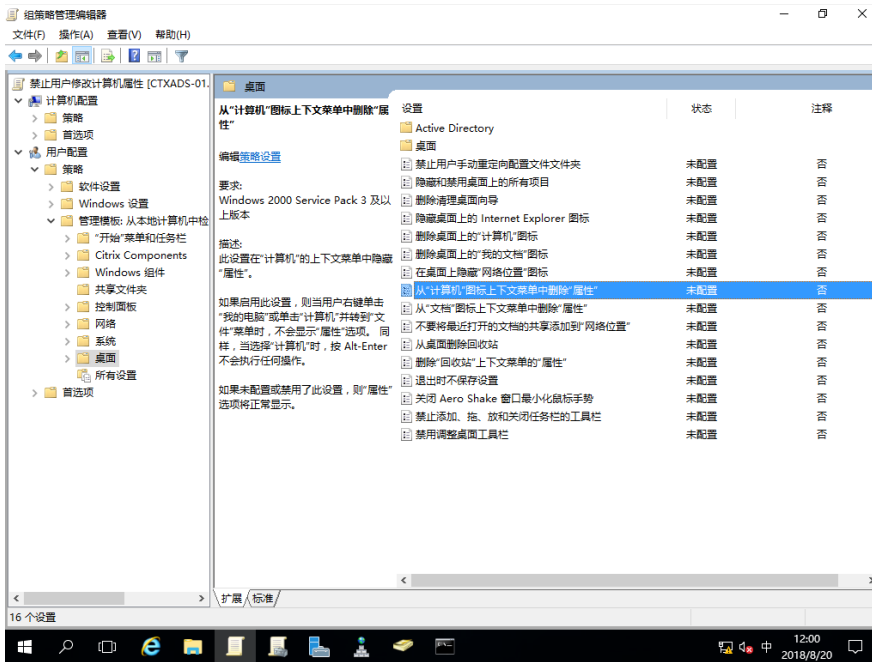 组策略管理编辑器
文件(F) 操作(A) 查看(V) 帮助(H)
禁止用户修改计算机属性 [CTXADS-01.
计算机配置
策略
首选项
用户配置
策略
软件设置
Windows 设置
管理模板: 从本地计算机中检
"开始"菜单和任务栏
Citrix Components
Windows 组件
共享文件夹
控制面板
网络
系统
桌面
所有设置
首选项
桌面
从"计算机"图标上下文菜单中删除"属
性"
编辑策略设置
要求:
Windows 2000 Service Pack 3 及以
上版本
描述:
此设置在"计算机"的上下文菜单中隐藏
"属性"。
如果启用此设置，则当用户右键单击
"我的电脑"或单击"计算机"并转到"文
件"菜单时，不会显示"属性"选项。 同
样，当选择"计算机"时，按 Alt-Enter
不会执行任何操作。
如果未配置或禁用了此设置，则"属性"
选项将正常显示。
设置 状态 注释
Active Directory
桌面
禁止用户手动重定向配置文件文件夹 未配置 否
隐藏和禁用桌面上的所有项目 未配置 否
删除清理桌面向导 未配置 否
隐藏桌面上的 Internet Explorer 图标 未配置 否
删除桌面上的"计算机"图标 未配置 否
删除桌面上的"我的文档"图标 未配置 否
在桌面上隐藏"网络位置"图标 未配置 否
从"计算机"图标上下文菜单中删除"属性" 未配置 否
从"文档"图标上下文菜单中删除"属性" 未配置 否
不要将最近打开的文档的共享添加到"网络位置" 未配置 否
从桌面删除回收站 未配置 否
删除"回收站"上下文菜单的"属性" 未配置 否
退出时不保存设置 未配置 否
关闭 Aero Shake 窗口最小化鼠标手势 未配置 否
禁止添加、拖、放和关闭任务栏的工具栏 未配置 否
禁用调整桌面工具栏 未配置 否
扩展 标准
16 个设置
中
12:00
2018/8/20